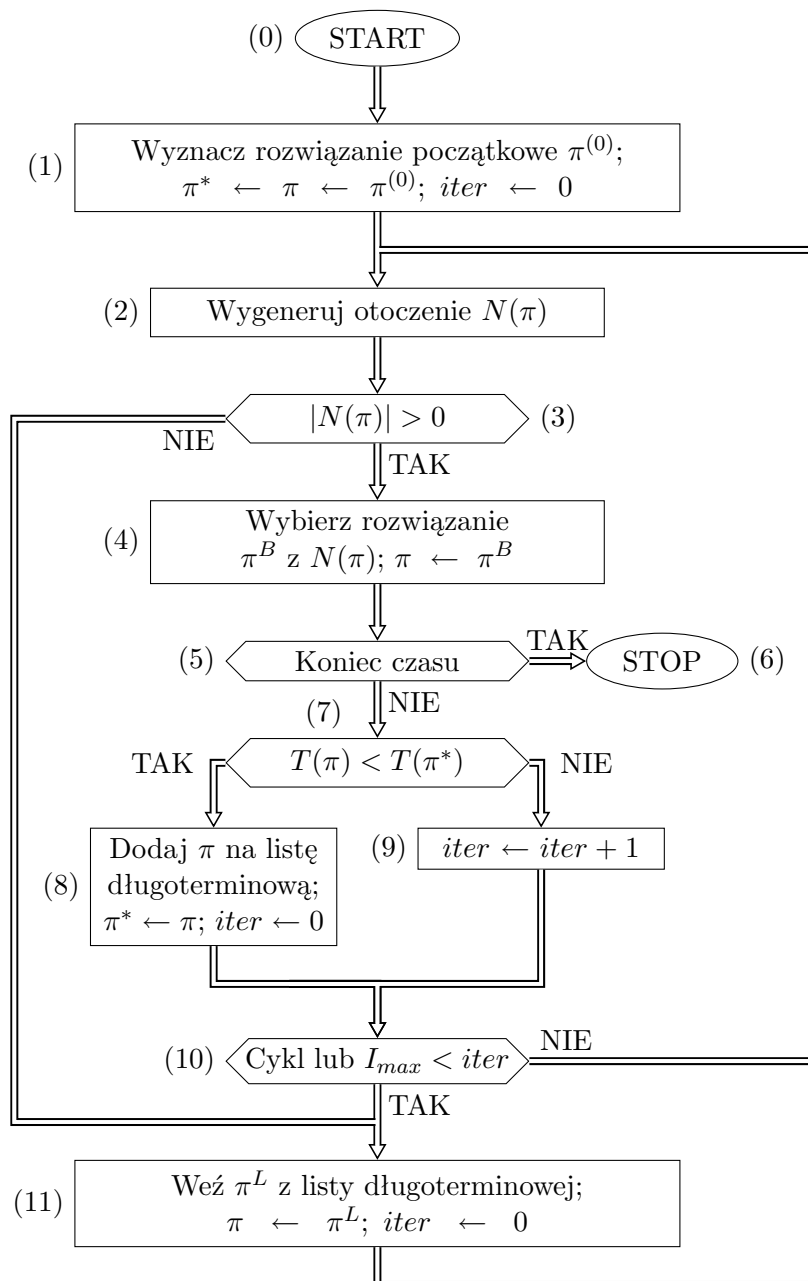 (0)
START
(1)
Wyznacz rozwiązanie początkowe π^(0);
π* ← π ← π^(0); iter ← 0
(2)
Wygeneruj otoczenie N(π)
|N(π)| > 0
(3)
NIE
TAK
(4)
Wybierz rozwiązanie
π^B z N(π); π ← π^B
(5)
Koniec czasu
TAK
STOP
(6)
NIE
(7)
TAK
T(π) < T(π*)
NIE
(8)
Dodaj π na listę
długoterminową;
π* ← π; iter ← 0
(9)
iter ← iter + 1
(10)
Cykl lub I_max < iter
NIE
TAK
(11)
Weź π^L z listy długoterminowej;
π ← π^L; iter ← 0